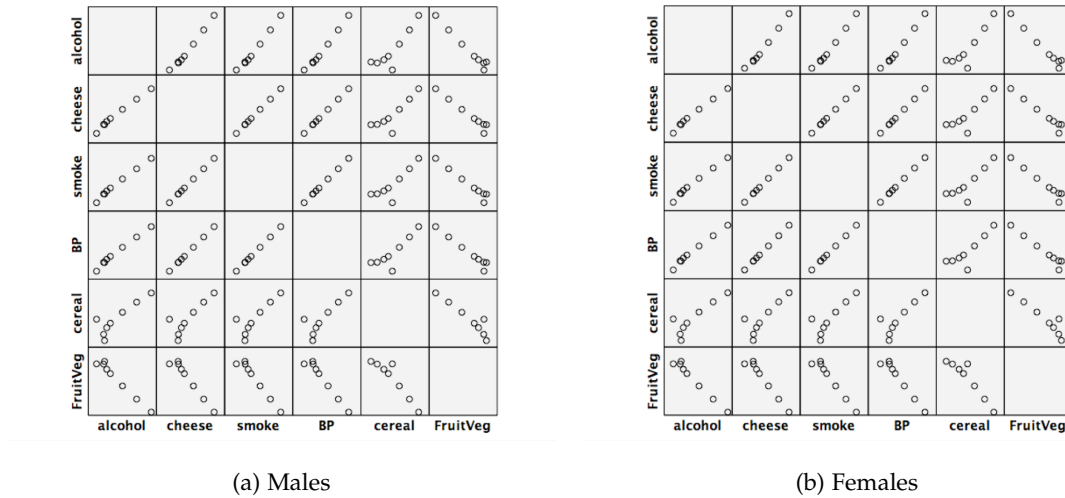 alcohol
cheese
smoke
BP
cereal
FruitVeg
alcohol cheese smoke BP cereal FruitVeg
(a) Males
alcohol
cheese
smoke
BP
cereal
FruitVeg
alcohol cheese smoke BP cereal FruitVeg
(b) Females